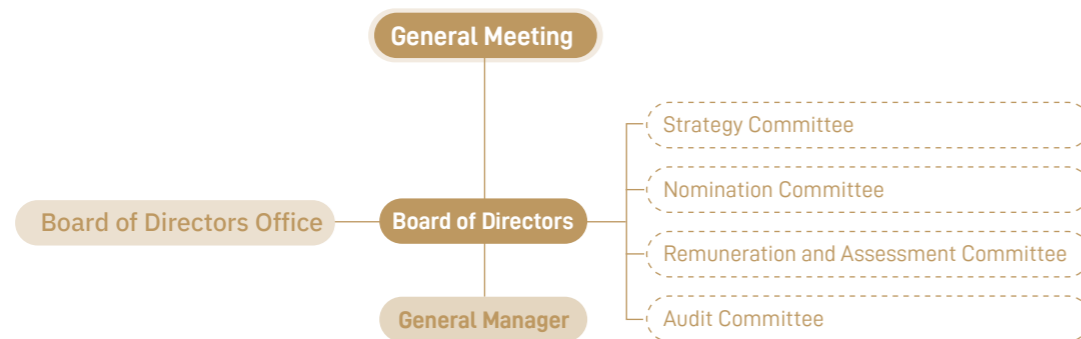 General Meeting
Strategy Committee
Nomination Committee
Board of Directors Office
Board of Directors
Remuneration and Assessment Committee
General Manager
Audit Committee